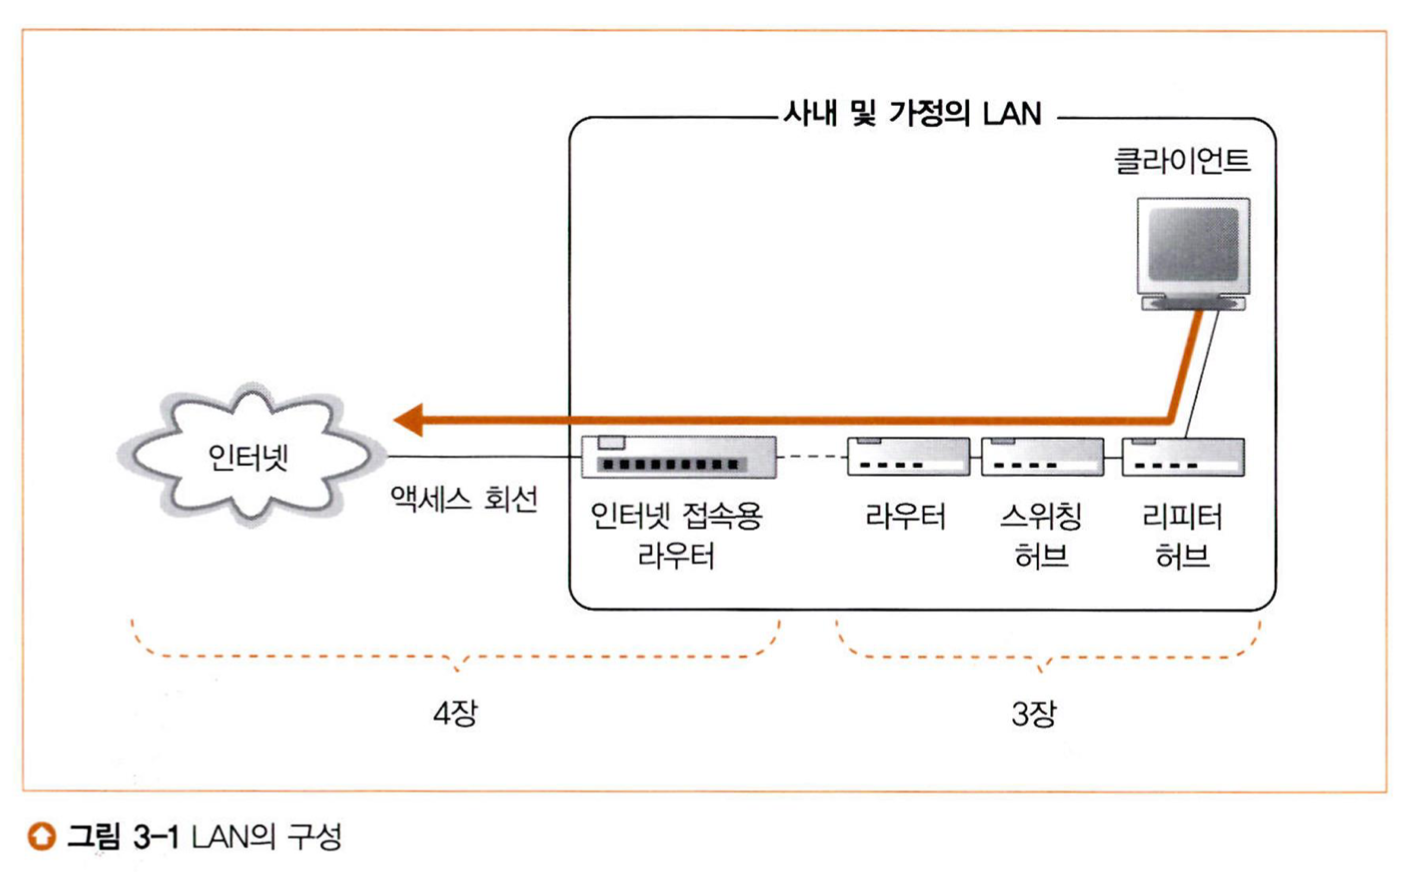 사내 및 가정의 LAN
클라이언트
인터넷
액세스 회선
인터넷 접속용
라우터
라우터
스위칭
허브
리피터
허브
4장
3장
그림 3-1 LAN의 구성